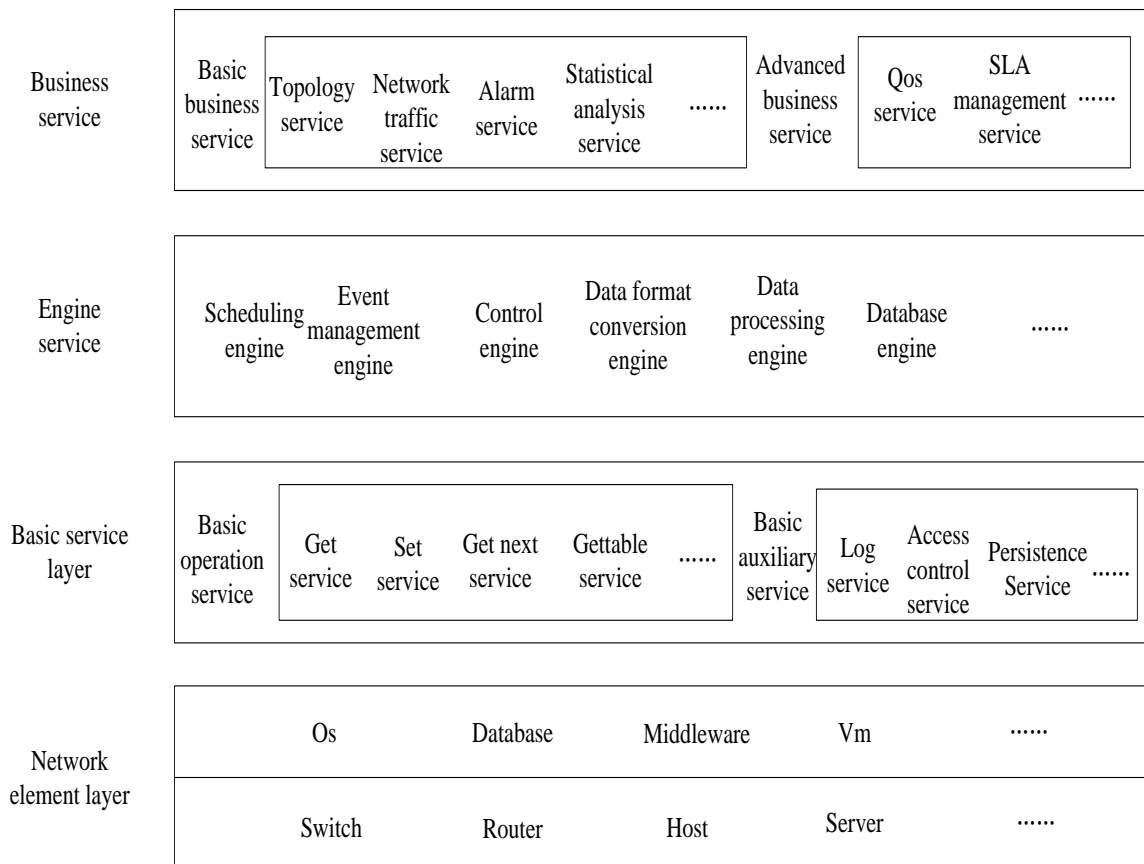 Business
service
Basic
business
service
Topology
service
Network
traffic
service
Alarm
service
Statistical
analysis
service
......
Advanced
business
service
Qos
service
SLA
management
service
......
Engine
service
Scheduling
engine
Event
management
engine
Control
engine
Data format
conversion
engine
Data
processing
engine
Database
engine
......
Basic service
layer
Basic
operation
service
Get
service
Set
service
Get next
service
Gettable
service
......
Basic
auxiliary
service
Log
service
Access
control
service
Persistence
Service
......
Network
element layer
Os
Database
Middleware
Vm
......
Switch
Router
Host
Server
......